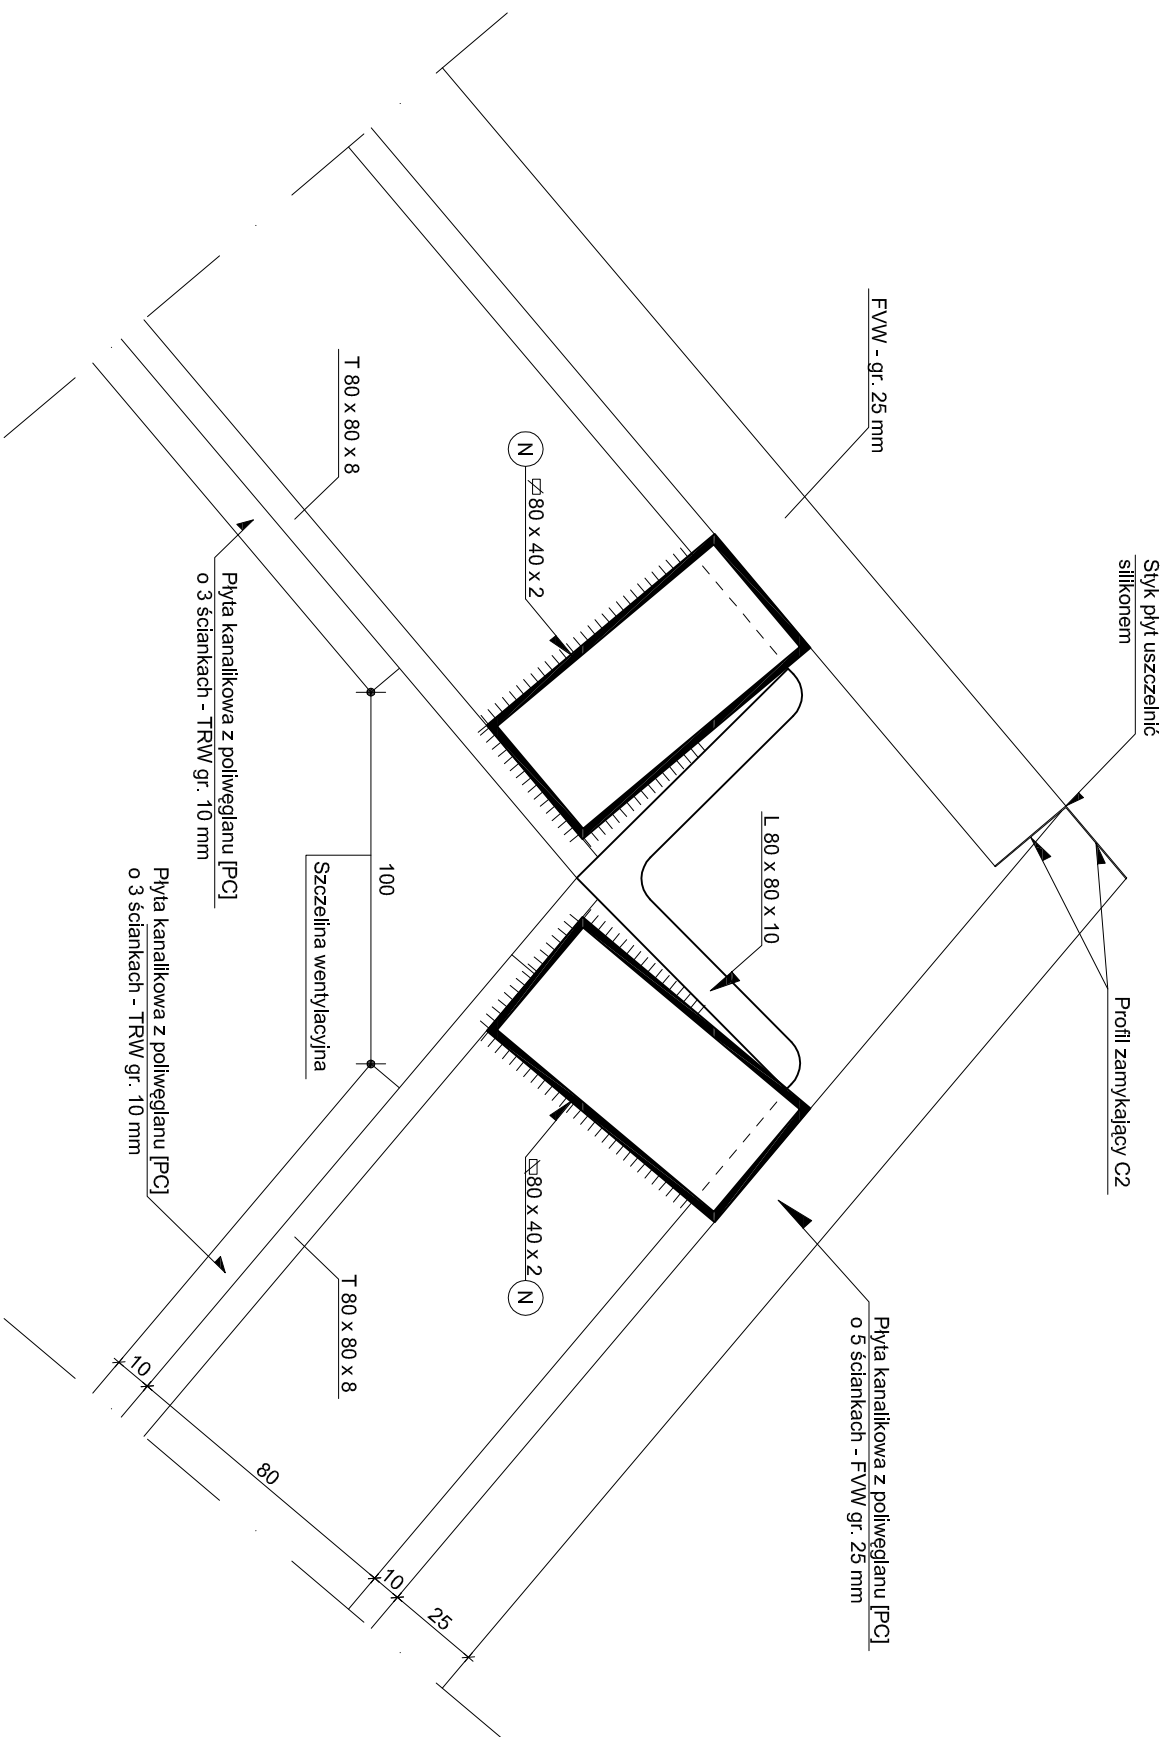 Styk płyt uszczelnić
silikonem
Profil zamykający C2
FVW - gr. 25 mm
Płyta kanalikowa z poliwęglanu [PC]
o 5 ściankach - FVW gr. 25 mm
L 80 x 80 x 10
N
80 x 40 x 2
80 x 40 x 2
N
T 80 x 80 x 8
100
Szczelina wentylacyjna
T 80 x 80 x 8
Płyta kanalikowa z poliwęglanu [PC]
o 3 ściankach - TRW gr. 10 mm
Płyta kanalikowa z poliwęglanu [PC]
o 3 ściankach - TRW gr. 10 mm
10
80
10
25